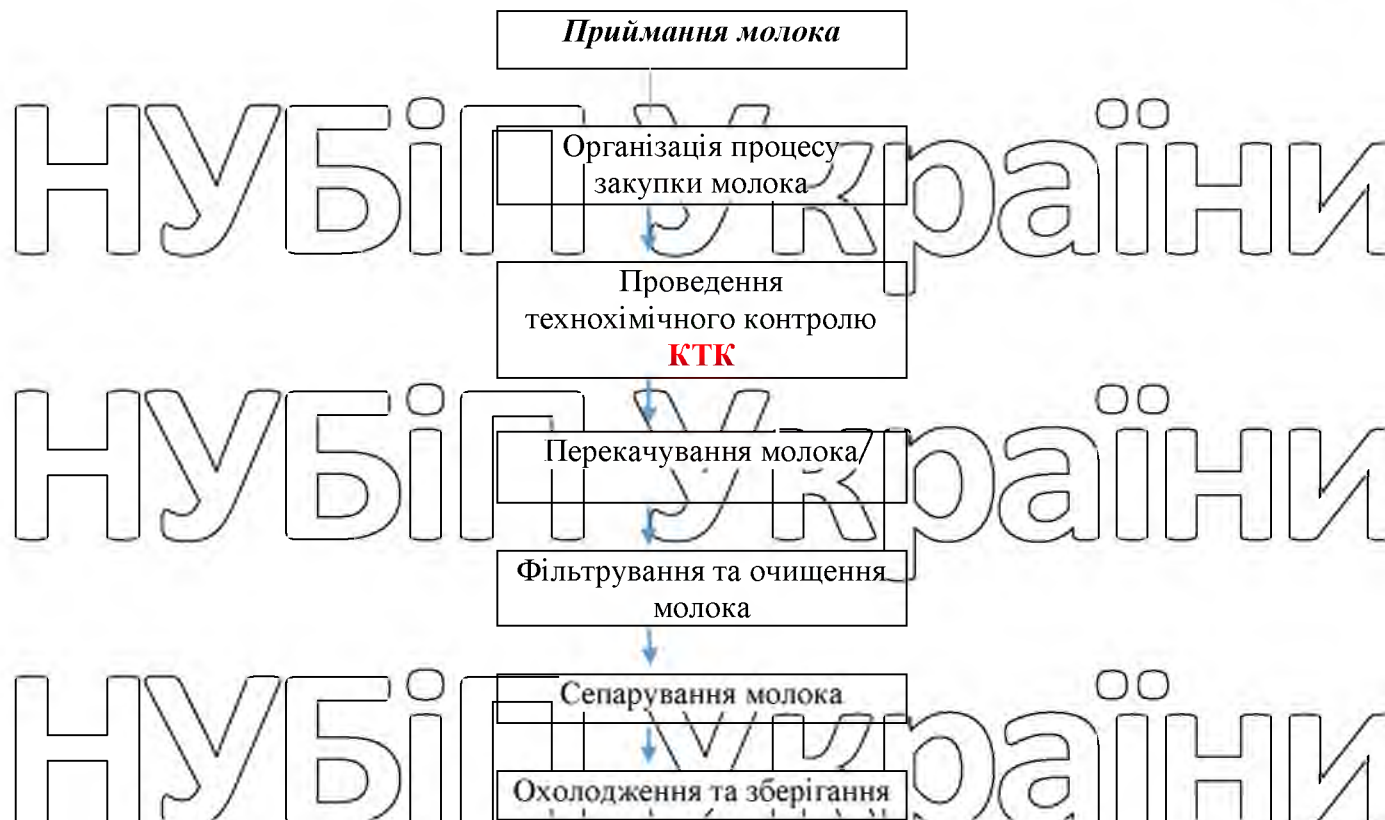 Приймання молока
НУБіП України
Організація процесу
закупки молока
Проведення
технохімічного контролю
КТК
НУБіП України
Перекачування молока/
Фільтрування та очищення
молока
НУБіП України
Сепарування молока
Охолодження та зберігання